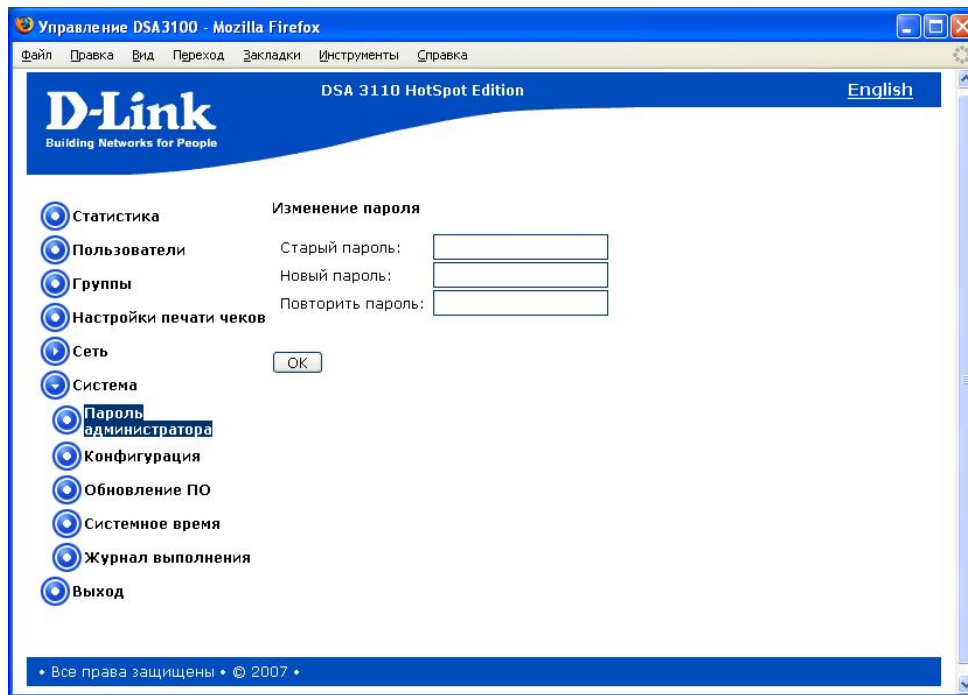 Управление DSA3100 - Mozilla Firefox
Файл Правка Вид Переход Закладки Инструменты Справка
DSA 3110 HotSpot Edition
English
D-Link
Building Networks for People
Статистика
Пользователи
Группы
Настройки печати чеков
Сеть
Система
Пароль
администратора
Конфигурация
Обновление ПО
Системное время
Журнал выполнения
Выход
Изменение пароля
Старый пароль:
Новый пароль:
Повторить пароль:
OK
• Все права защищены • © 2007 •